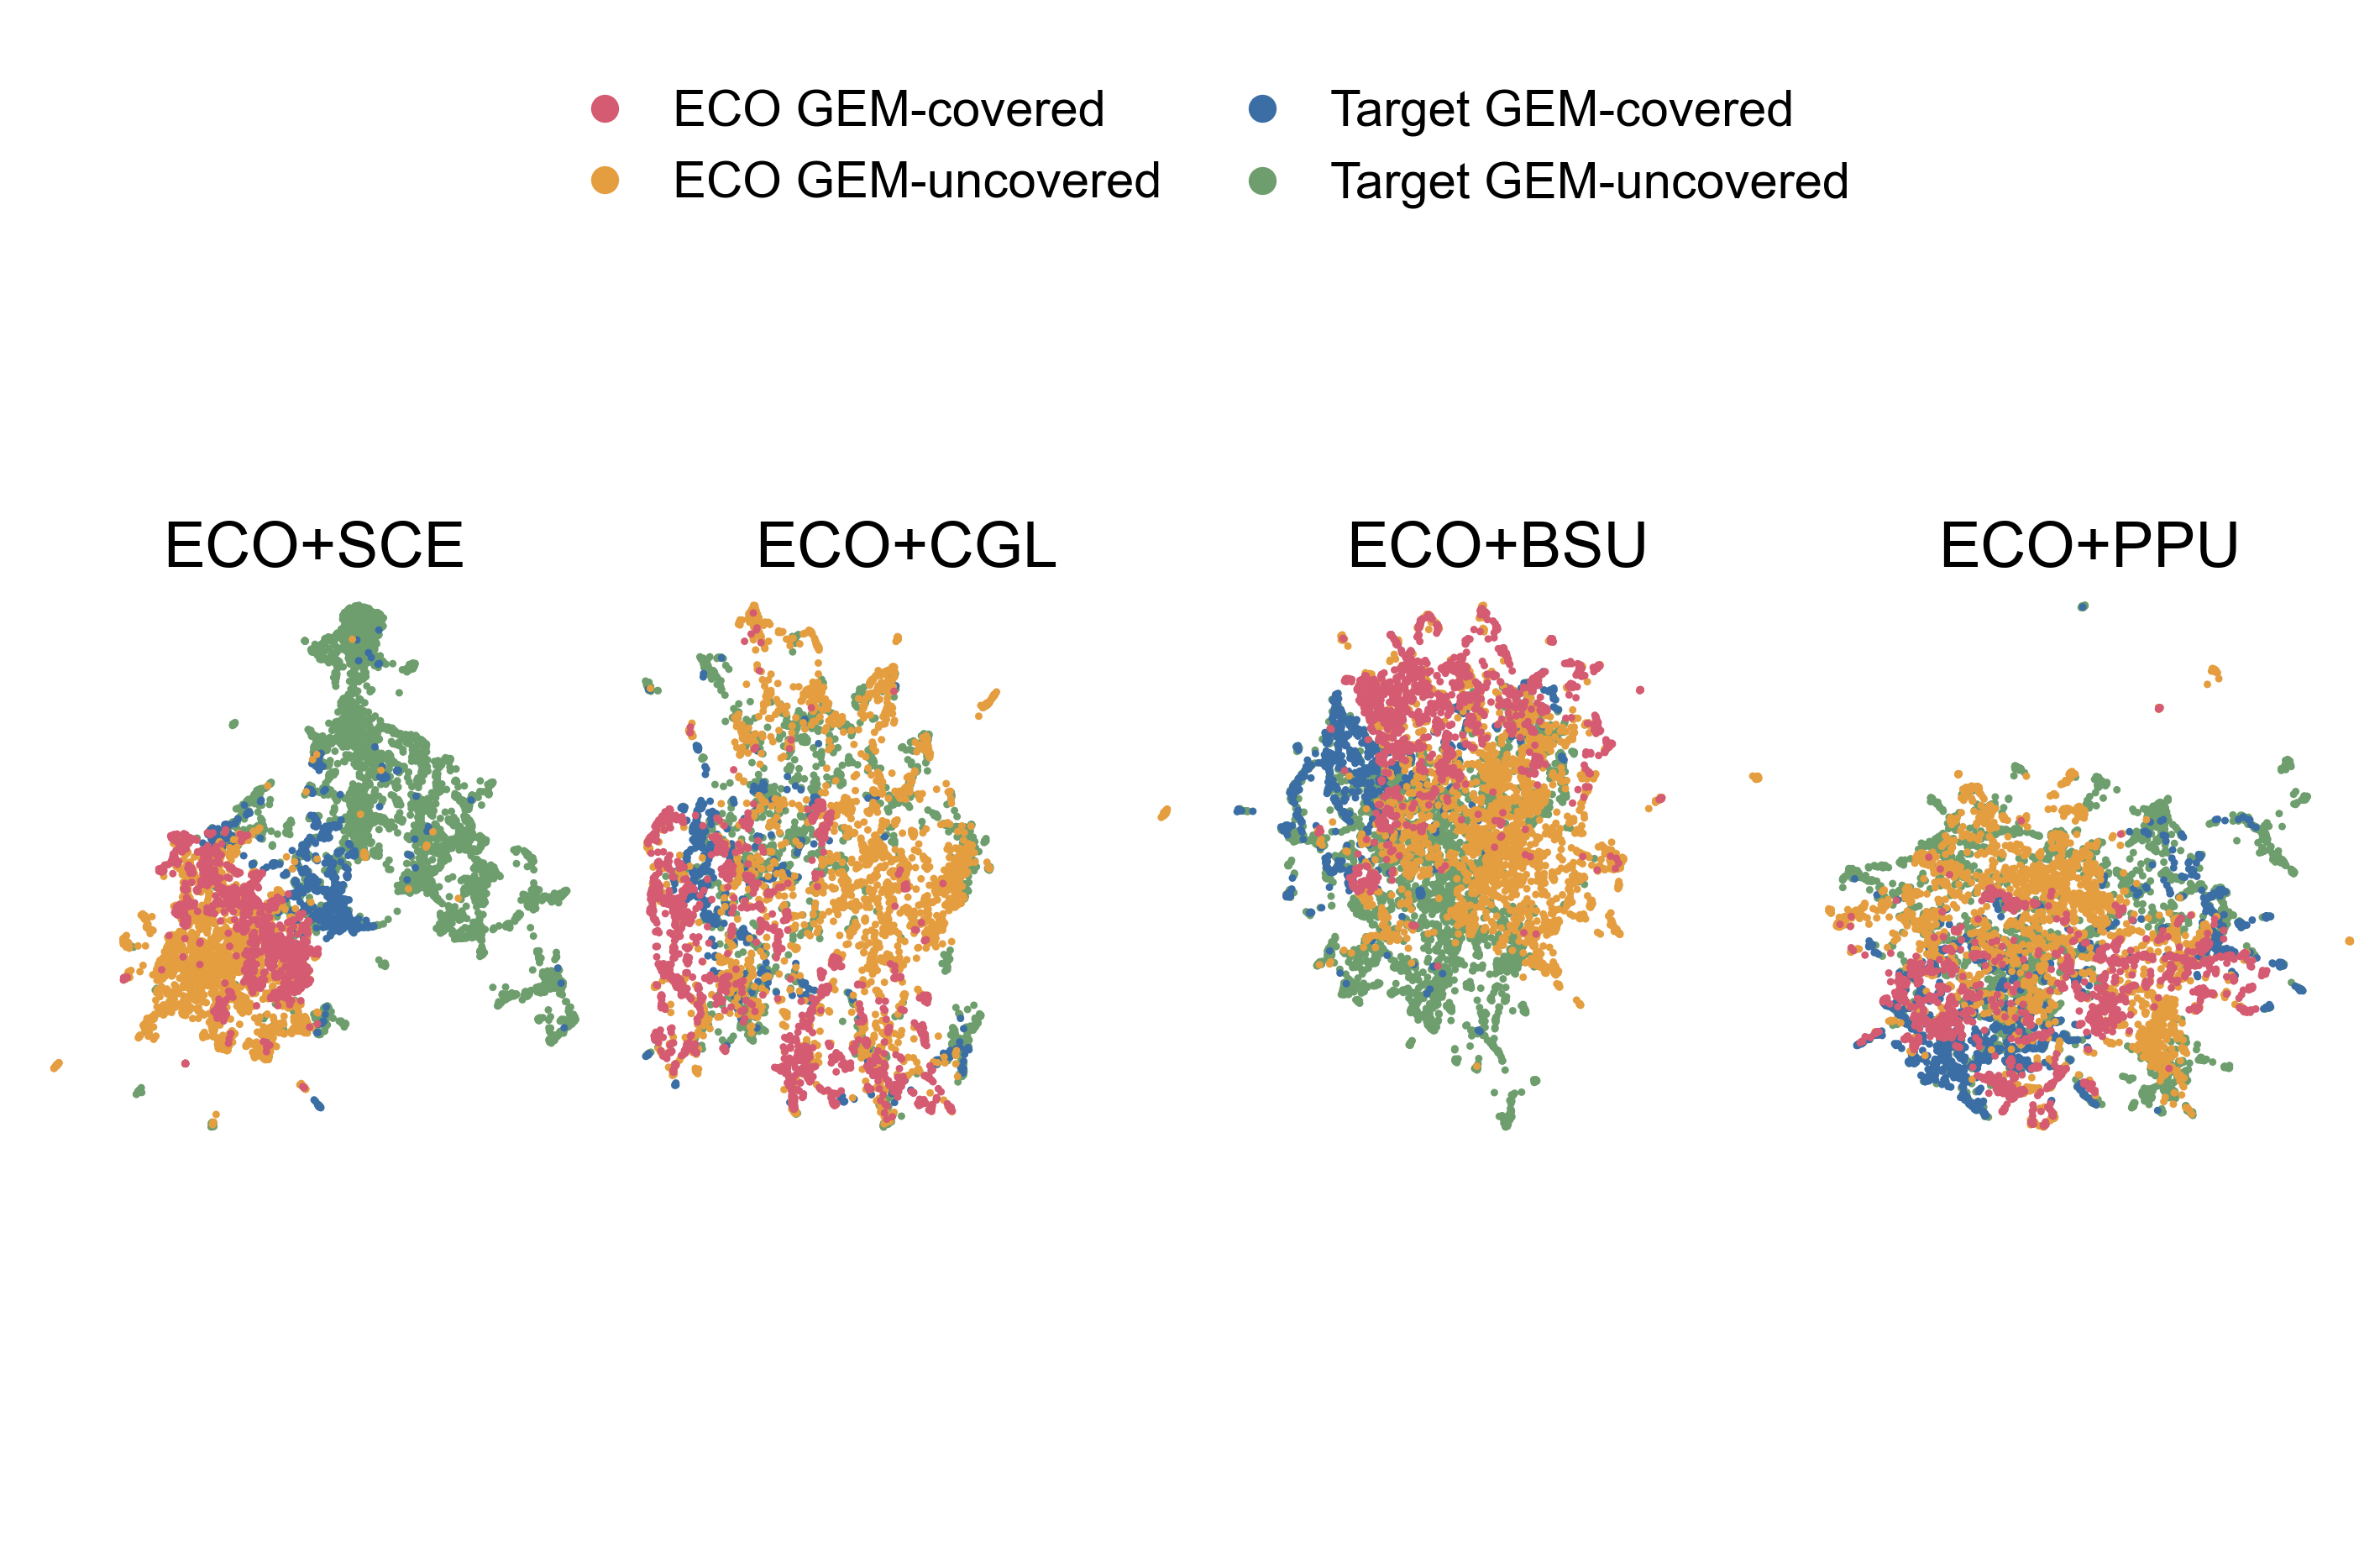 ECO GEM-covered
Target GEM-covered
ECO GEM-uncovered
Target GEM-uncovered
ECO+SCE
ECO+CGL
ECO+BSU
ECO+PPU